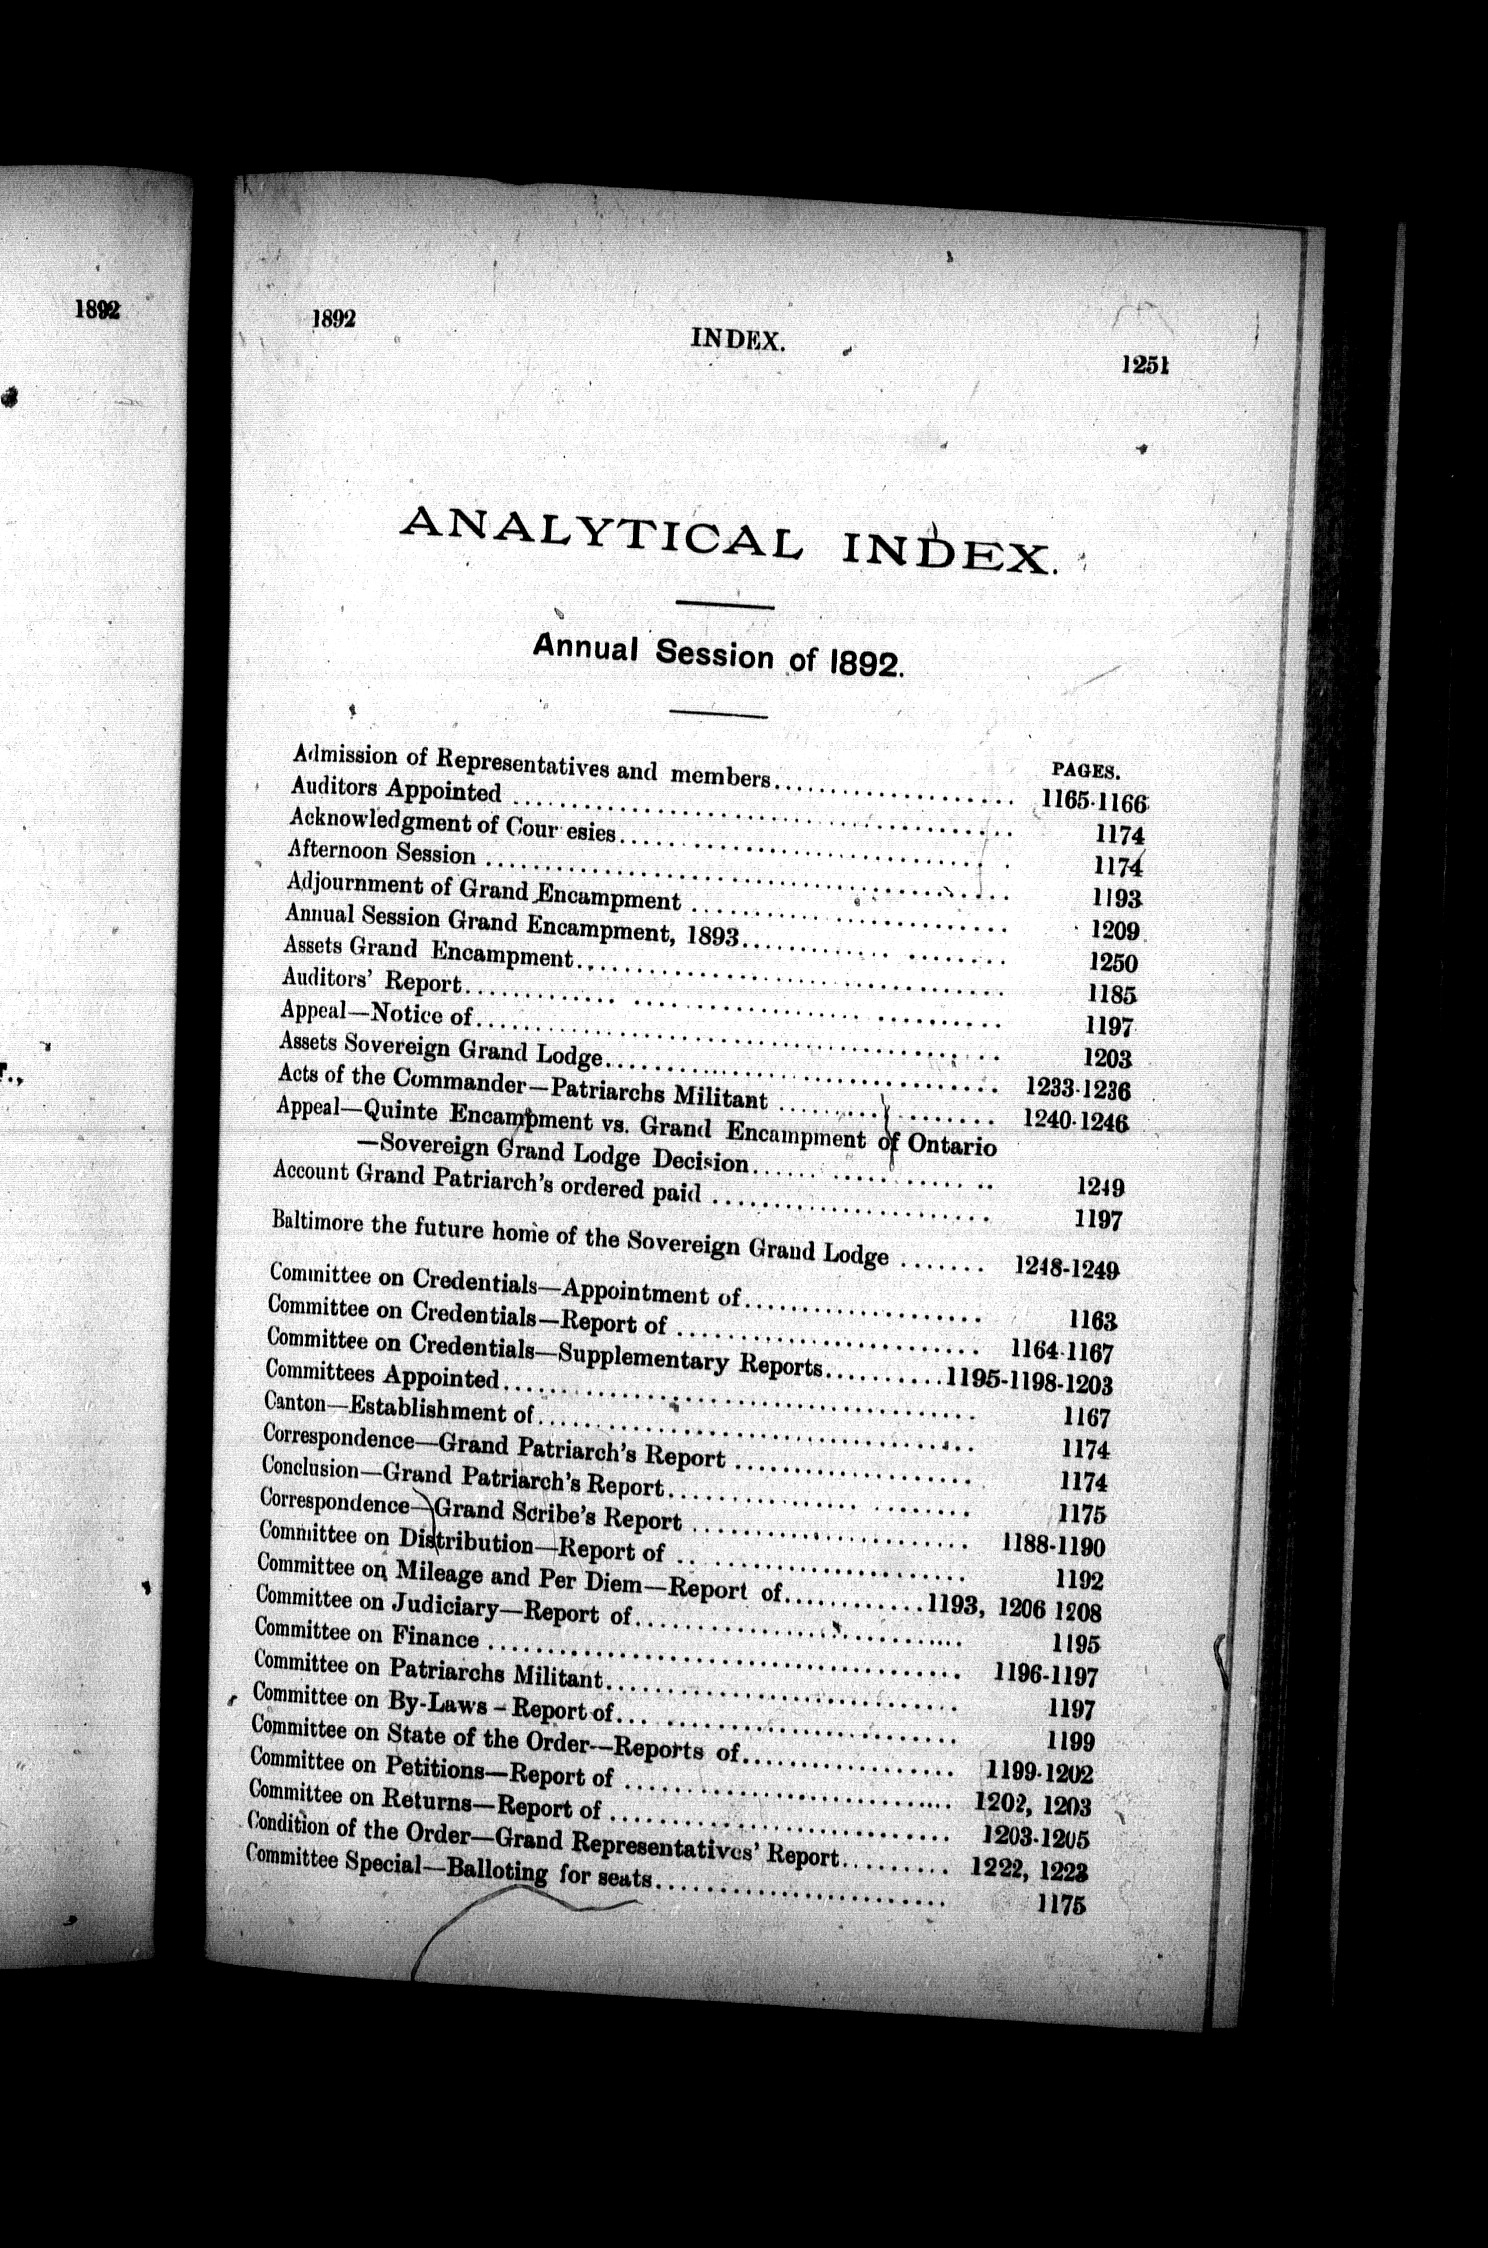 1892
1892 INDEX. 1251
ANALYTICAL INDEX.
Annual Session of 1892.
PAGES.
Admission of Representatives and members.................... 1165-1166
Auditors Appointed .................... 1174
Acknowledgment of Cour esies.................... 1174
Afternoon Session .................... 1193
Adjournment of Grand Encampment .................... 1209
Annual Session Grand Encampment, 1893.................... 1250
Assets Grand Encampment.................... 1185
Auditors' Report.................... 1197
Appeal—Notice of.................... 1203
Assets Sovereign Grand Lodge.................... 1233-1236
Acts of the Commander—Patriarchs Militant .................... 1240-1246
Appeal—Quinte Encampment vs. Grand Encampment of Ontario
—Sovereign Grand Lodge Decision.................... 1249
Account Grand Patriarch's ordered paid .................... 1197
Baltimore the future home of the Sovereign Grand Lodge ....... 1248-1249
Committee on Credentials—Appointment of.................... 1163
Committee on Credentials—Report of .................... 1164-1167
Committee on Credentials—Supplementary Reports..........1195-1198-1203
Committees Appointed.................... 1167
Canton—Establishment of.................... 1174
Correspondence—Grand Patriarch's Report .................... 1174
Conclusion—Grand Patriarch's Report.................... 1175
Correspondence—Grand Scribe's Report .................... 1188-1190
Committee on Distribution—Report of .................... 1192
Committee on Mileage and Per Diem—Report of............1193, 1206 1208
Committee on Judiciary—Report of.................... 1195
Committee on Finance .................... 1196-1197
Committee on Patriarchs Militant.................... 1197
Committee on By-Laws – Report of.................... 1199
Committee on State of the Order—Reports of.................... 1199-1202
Committee on Petitions—Report of .................... 1202, 1203
Committee on Returns—Report of .................... 1203-1205
Condition of the Order—Grand Representatives' Report......... 1222, 1223
Committee Special—Balloting for seats.................... 1175